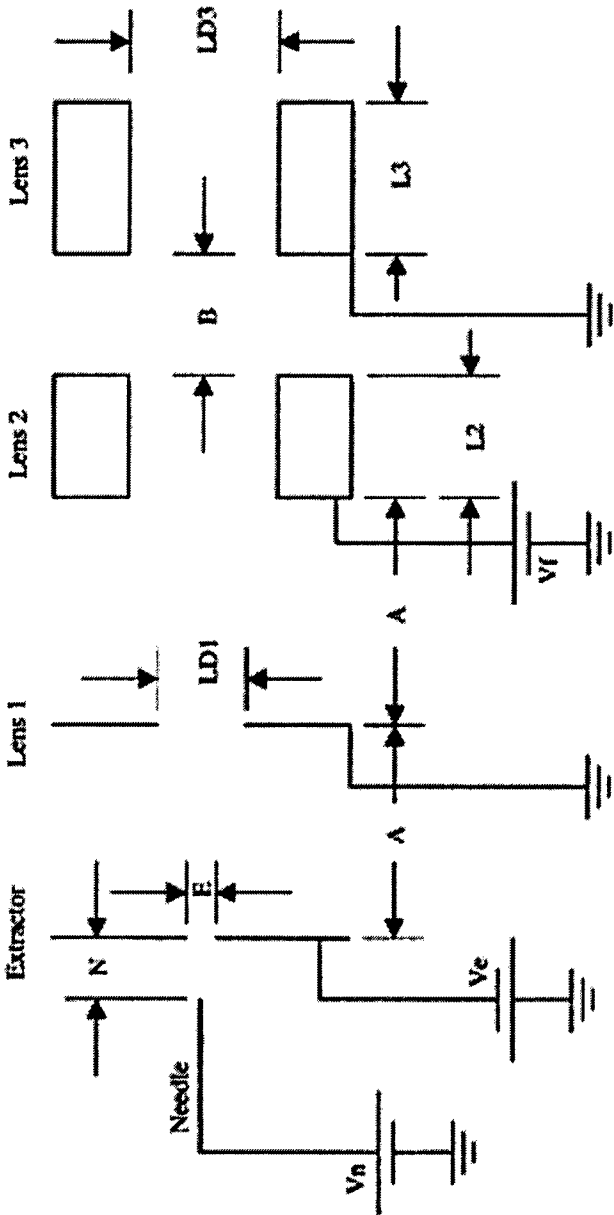 Extractor
Lens 1
Lens 2
Lens 3
N
E
LD1
B
LD3
Needle
A
A
L2
L3
Vn
Ve
Vf